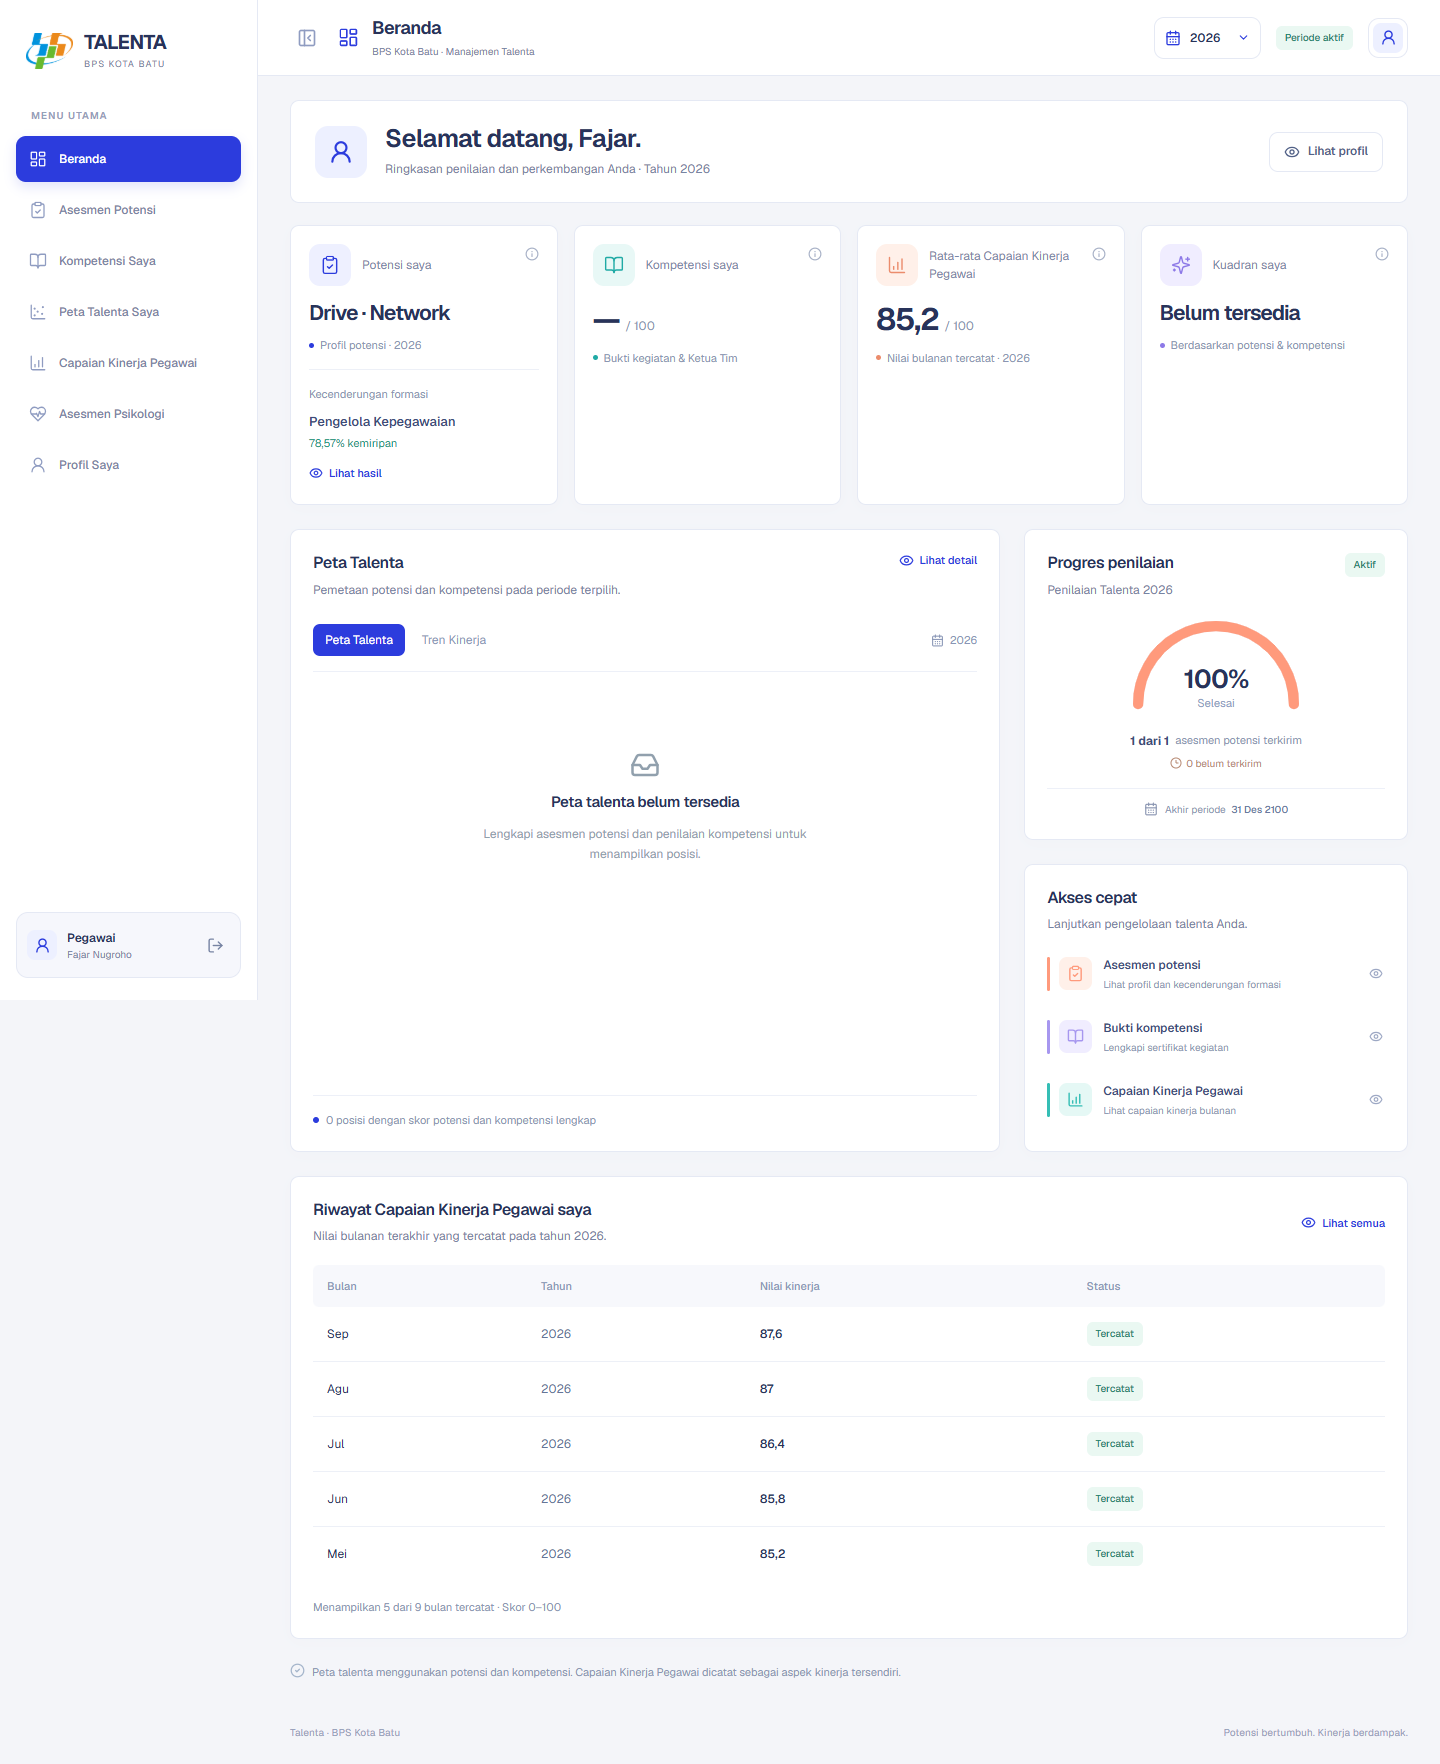 TALENTA
BPS KOTA BATU
MENU UTAMA
Beranda
Asesmen Potensi
Kompetensi Saya
Peta Talenta Saya
Capaian Kinerja Pegawai
Asesmen Psikologi
Profil Saya
Pegawai
Fajar Nugroho
Beranda
BPS Kota Batu · Manajemen Talenta
2026
Periode aktif
Selamat datang, Fajar.
Ringkasan penilaian dan perkembangan Anda · Tahun 2026
Lihat profil
Potensi saya
Drive · Network
Profil potensi · 2026
Kecenderungan formasi
Pengelola Kepegawaian
78,57% kemiripan
Lihat hasil
Kompetensi saya
— / 100
Bukti kegiatan & Ketua Tim
Rata-rata Capaian Kinerja
Pegawai
85,2 / 100
Nilai bulanan tercatat · 2026
Kuadran saya
Belum tersedia
Berdasarkan potensi & kompetensi
Peta Talenta
Lihat detail
Pemetaan potensi dan kompetensi pada periode terpilih.
Peta Talenta
Tren Kinerja
2026
Peta talenta belum tersedia
Lengkapi asesmen potensi dan penilaian kompetensi untuk
menampilkan posisi.
0 posisi dengan skor potensi dan kompetensi lengkap
Progres penilaian
Aktif
Penilaian Talenta 2026
100%
Selesai
1 dari 1 asesmen potensi terkirim
0 belum terkirim
Akhir periode 31 Des 2100
Akses cepat
Lanjutkan pengelolaan talenta Anda.
Asesmen potensi
Lihat profil dan kecenderungan formasi
Bukti kompetensi
Lengkapi sertifikat kegiatan
Capaian Kinerja Pegawai
Lihat capaian kinerja bulanan
Riwayat Capaian Kinerja Pegawai saya
Nilai bulanan terakhir yang tercatat pada tahun 2026.
Lihat semua
Bulan Tahun Nilai kinerja Status
Sep 2026 87,6 Tercatat
Agu 2026 87 Tercatat
Jul 2026 86,4 Tercatat
Jun 2026 85,8 Tercatat
Mei 2026 85,2 Tercatat
Menampilkan 5 dari 9 bulan tercatat · Skor 0–100
Peta talenta menggunakan potensi dan kompetensi. Capaian Kinerja Pegawai dicatat sebagai aspek kinerja tersendiri.
Talenta · BPS Kota Batu
Potensi bertumbuh. Kinerja berdampak.